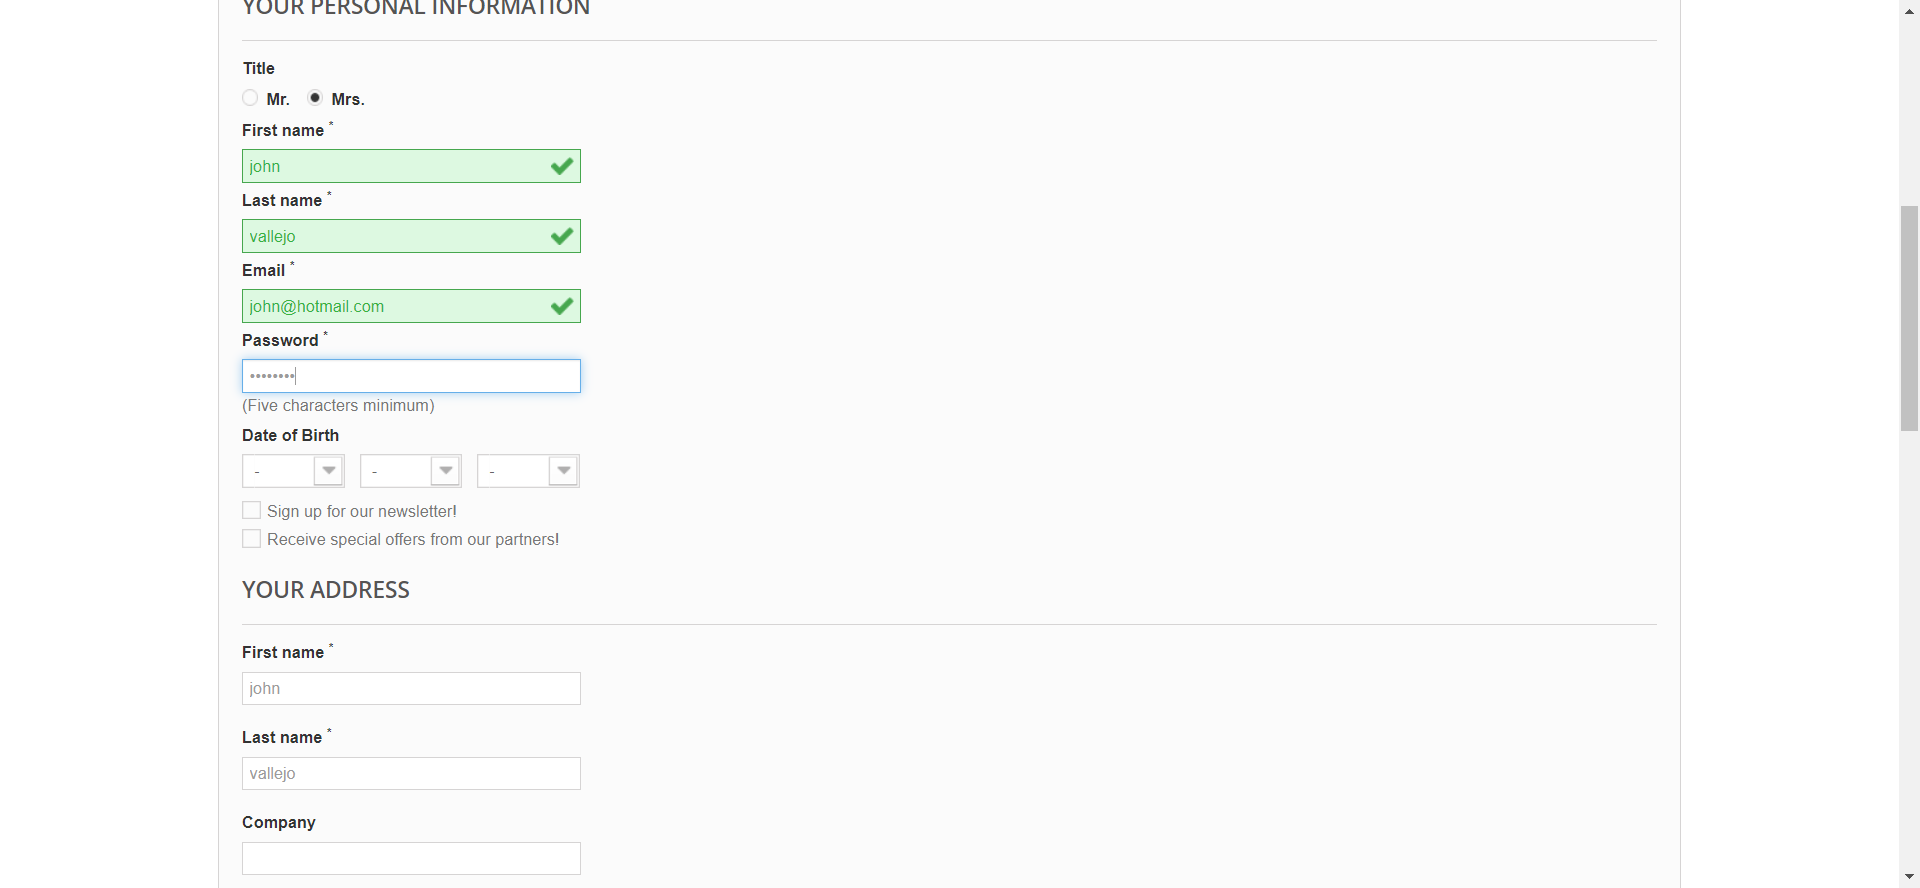 YOUR PERSONAL INFORMATION
Title
Mr. Mrs.
First name *
john
Last name *
vallejo
Email *
john@hotmail.com
Password *
••••••••
(Five characters minimum)
Date of Birth
- - -
Sign up for our newsletter!
Receive special offers from our partners!
YOUR ADDRESS
First name *
john
Last name *
vallejo
Company